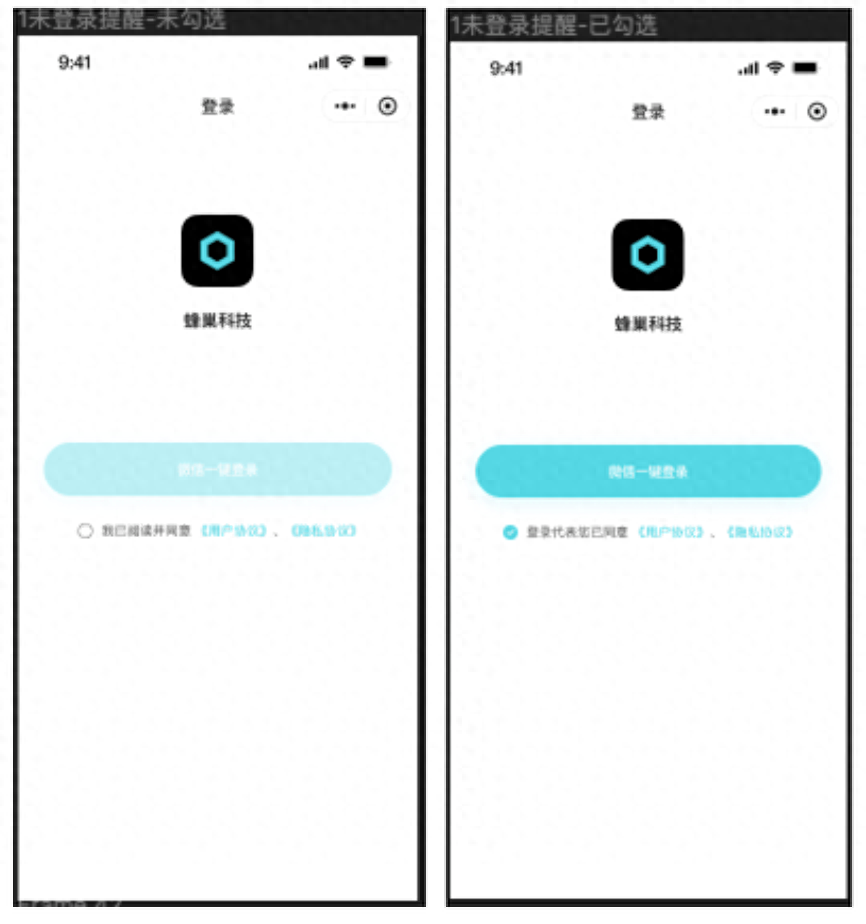 1未登录提醒-未勾选
9:41
登录
蜂巢科技
微信一键登录
我已阅读并同意 《用户协议》、《隐私协议》
Frame 47
1未登录提醒-已勾选
9:41
登录
蜂巢科技
微信一键登录
登录代表您已同意 《用户协议》、《隐私协议》